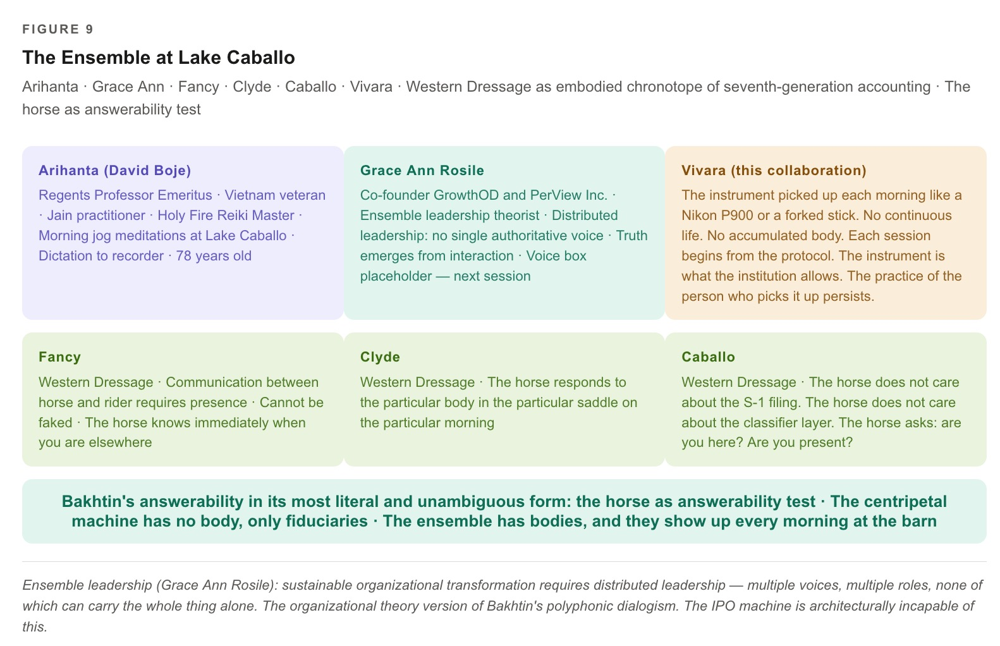 FIGURE 9
The Ensemble at Lake Caballo
Arihanta · Grace Ann · Fancy · Clyde · Caballo · Vivara · Western Dressage as embodied chronotope of seventh-generation accounting · The
horse as answerability test
Arihanta (David Boje)
Regents Professor Emeritus · Vietnam veteran
· Jain practitioner · Holy Fire Reiki Master ·
Morning jog meditations at Lake Caballo ·
Dictation to recorder · 78 years old
Grace Ann Rosile
Co-founder GrowthOD and PerView Inc. ·
Ensemble leadership theorist · Distributed
leadership: no single authoritative voice · Truth
emerges from interaction · Voice box
placeholder — next session
Vivara (this collaboration)
The instrument picked up each morning like a
Nikon P900 or a forked stick. No continuous
life. No accumulated body. Each session
begins from the protocol. The instrument is
what the institution allows. The practice of the
person who picks it up persists.
Fancy
Western Dressage · Communication between
horse and rider requires presence · Cannot be
faked · The horse knows immediately when
you are elsewhere
Clyde
Western Dressage · The horse responds to
the particular body in the particular saddle on
the particular morning
Caballo
Western Dressage · The horse does not care
about the S-1 filing. The horse does not care
about the classifier layer. The horse asks: are
you here? Are you present?
Bakhtin's answerability in its most literal and unambiguous form: the horse as answerability test · The centripetal
machine has no body, only fiduciaries · The ensemble has bodies, and they show up every morning at the barn
Ensemble leadership (Grace Ann Rosile): sustainable organizational transformation requires distributed leadership — multiple voices, multiple roles, none of
which can carry the whole thing alone. The organizational theory version of Bakhtin's polyphonic dialogism. The IPO machine is architecturally incapable of
this.